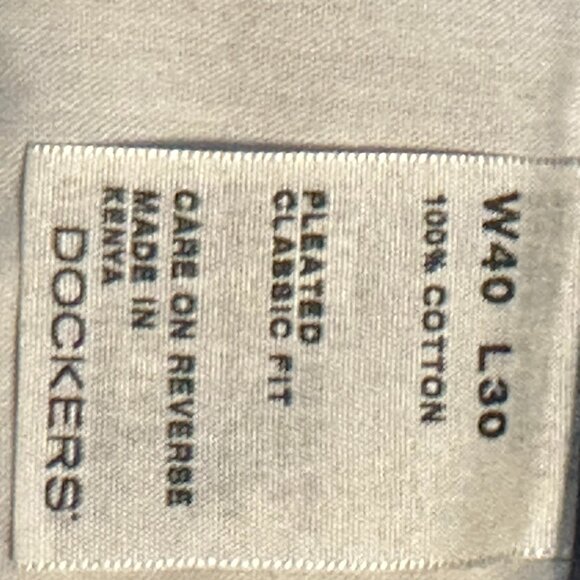 W40 L30
100% COTTON
PLEATED
CLASSIC FIT
CARE ON REVERSE
MADE IN
KENYA
DOCKERS®